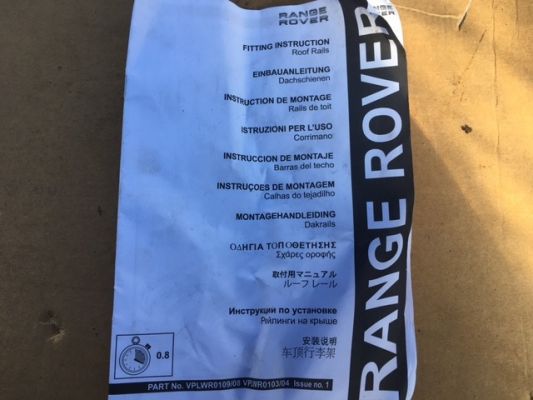 RANGE
ROVER
FITTING INSTRUCTION
Roof Rails
EINBAUANLEITUNG
Dachschienen
INSTRUCTION DE MONTAGE
Rails de toit
ISTRUZIONI PER L'USO
Corrimano
INSTRUCCION DE MONTAJE
Barras del techo
INSTRUÇOES DE MONTAGEM
Calhas do tejadilho
MONTAGEHANDLEIDING
Dakrails
ΟΔΗΓΙΑ ΤΟΠΟΘΕΤΗΣΗΣ
Σχάρες οροφής
取付用マニュアル
ルーフ レール
Инструкции по установке
Рейлинги на крыше
安装说明
车顶行李架
0.8
PART No. VPLWR0109/08 VPLWR0103/04 Issue no. 1
RANGE ROVER